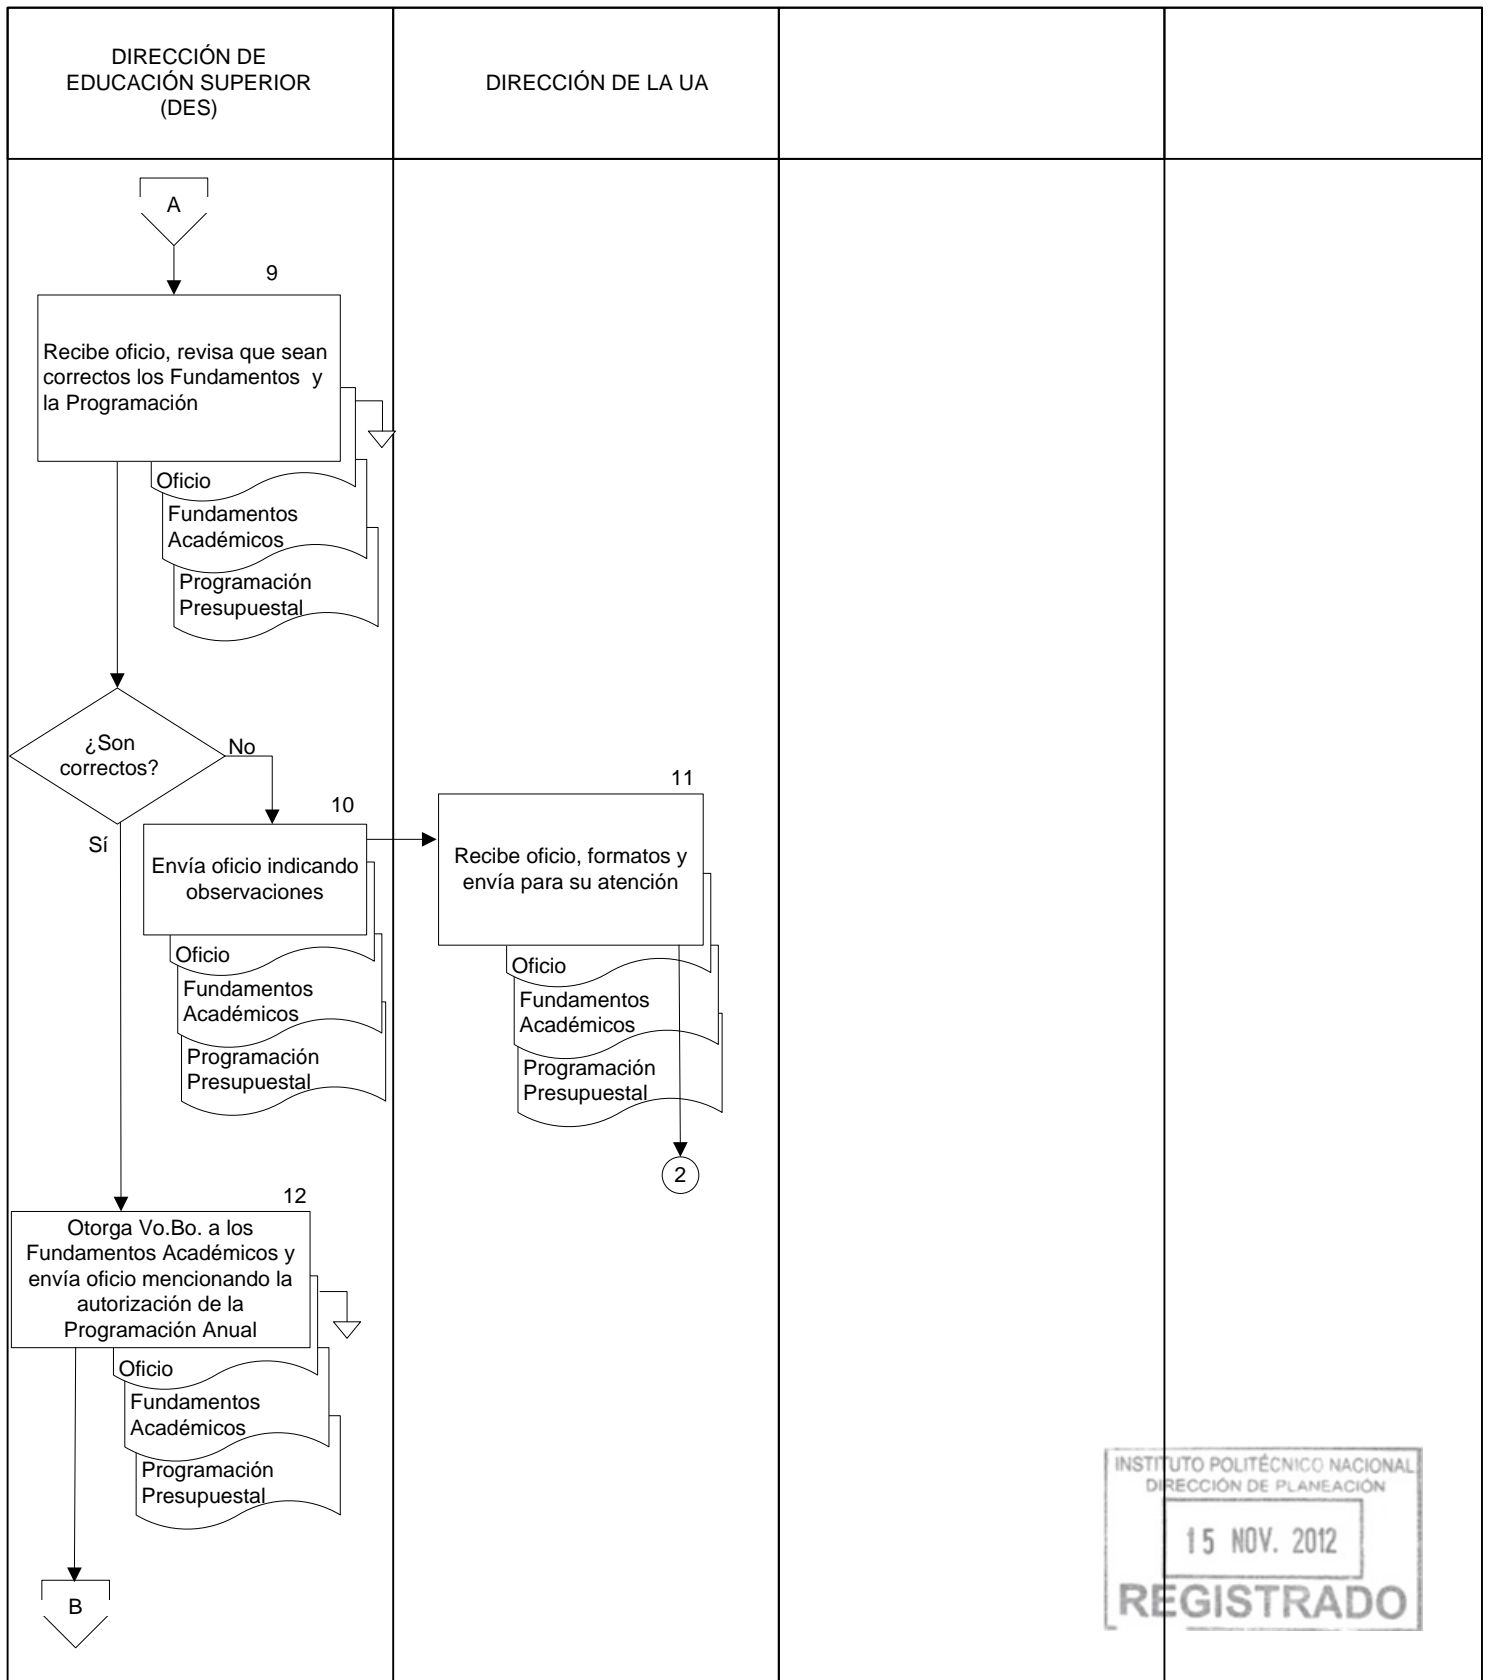 DIRECCIÓN DE
EDUCACIÓN SUPERIOR
(DES)
DIRECCIÓN DE LA UA
A
9
Recibe oficio, revisa que sean
correctos los Fundamentos y
la Programación
Oficio
Fundamentos
Académicos
Programación
Presupuestal
¿Son
correctos?
No
Sí
10
Envía oficio indicando
observaciones
Oficio
Fundamentos
Académicos
Programación
Presupuestal
11
Recibe oficio, formatos y
envía para su atención
Oficio
Fundamentos
Académicos
Programación
Presupuestal
2
12
Otorga Vo.Bo. a los
Fundamentos Académicos y
envía oficio mencionando la
autorización de la
Programación Anual
Oficio
Fundamentos
Académicos
Programación
Presupuestal
B
INSTITUTO POLITÉCNICO NACIONAL
DIRECCIÓN DE PLANEACIÓN
15 NOV. 2012
REGISTRADO